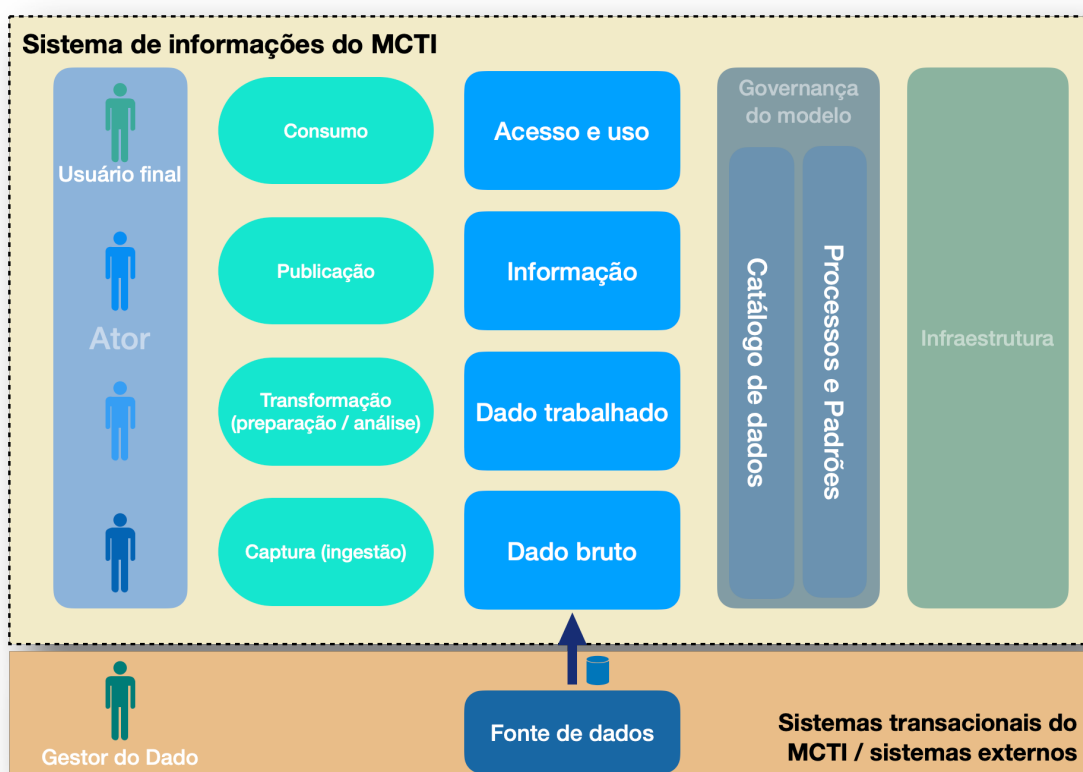 Sistema de informações do MCTI
Usuário final
Ator
Consumo
Publicação
Transformação
(preparação / análise)
Captura (ingestão)
Acesso e uso
Informação
Dado trabalhado
Dado bruto
Governança
do modelo
Catálogo de dados
Processos e Padrões
Infraestrutura
Gestor do Dado
Fonte de dados
Sistemas transacionais do
MCTI / sistemas externos